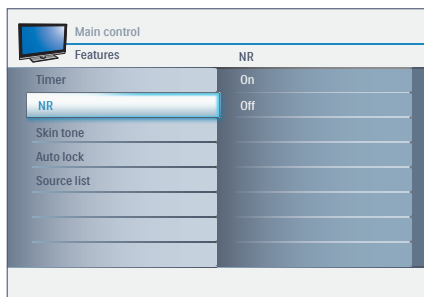 Main control
Features
NR
Timer
On
NR
Off
Skin tone
Auto lock
Source list